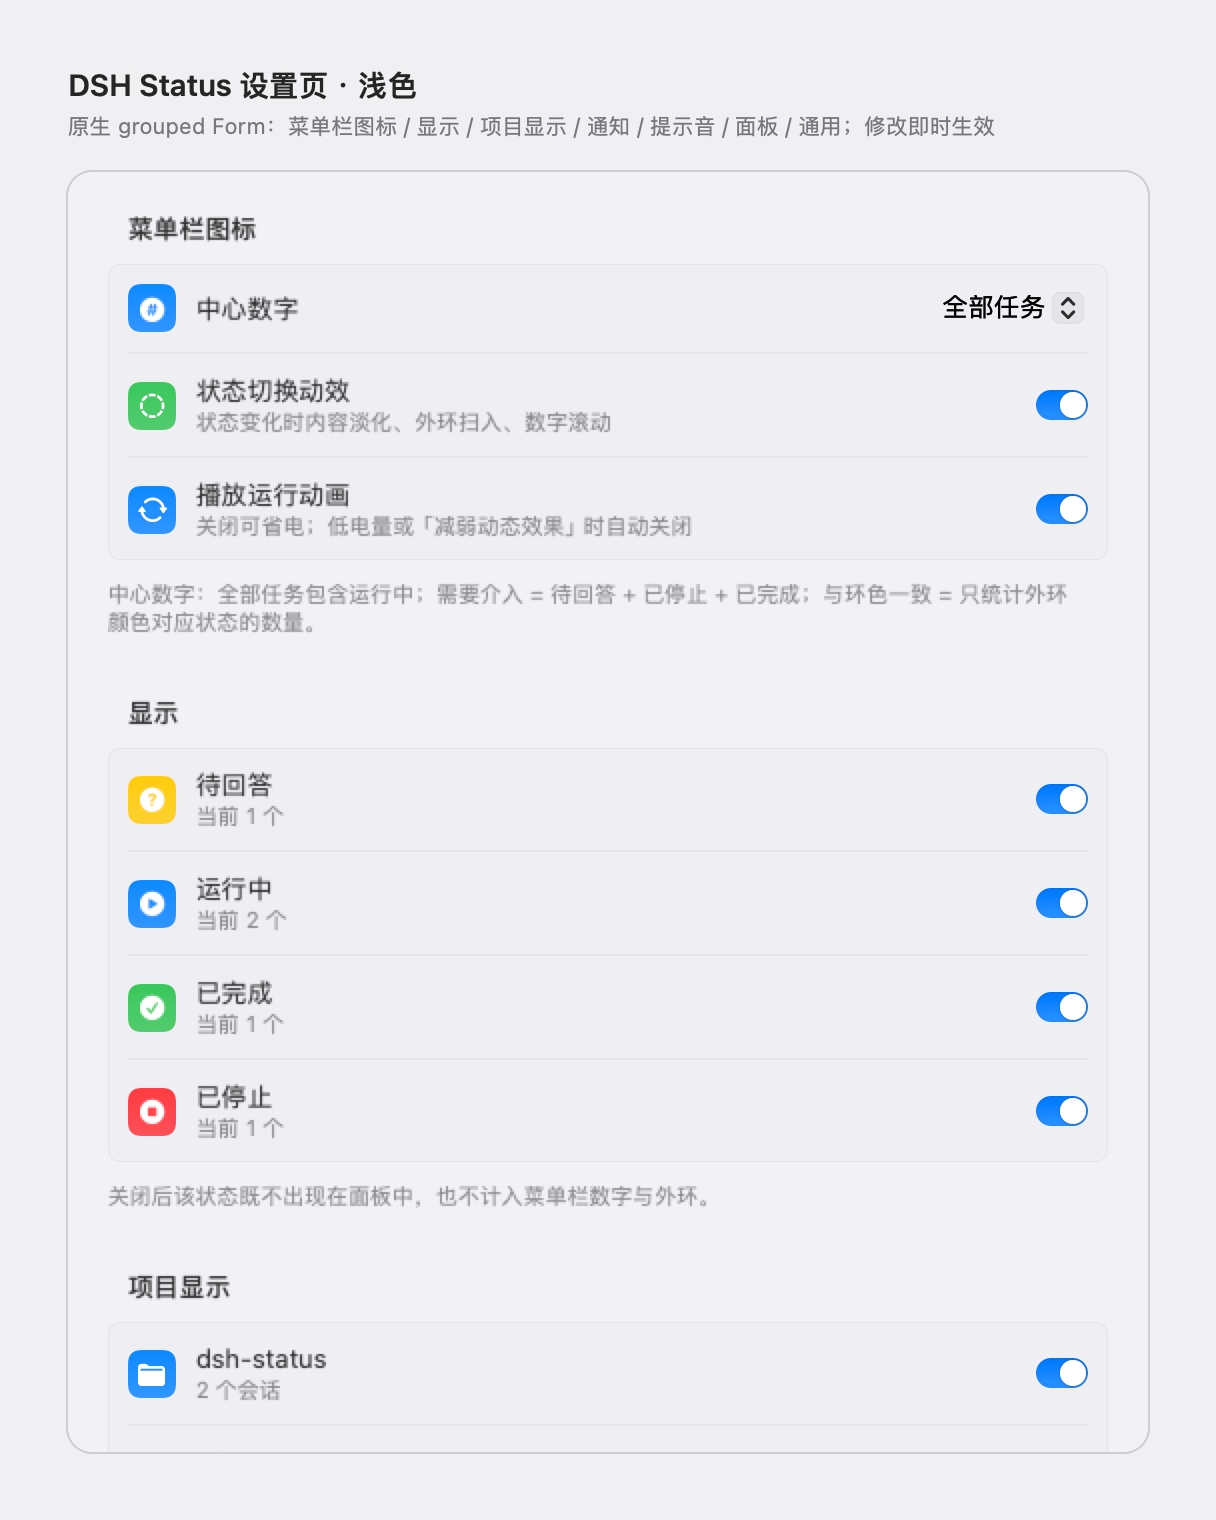 DSH Status 设置页 · 浅色
原生 grouped Form：菜单栏图标 / 显示 / 项目显示 / 通知 / 提示音 / 面板 / 通用；修改即时生效
菜单栏图标
#
中心数字
全部任务
状态切换动效
状态变化时内容淡化、外环扫入、数字滚动
播放运行动画
关闭可省电；低电量或「减弱动态效果」时自动关闭
中心数字：全部任务包含运行中；需要介入 = 待回答 + 已停止 + 已完成；与环色一致 = 只统计外环
颜色对应状态的数量。
显示
?
待回答
当前 1 个
运行中
当前 2 个
已完成
当前 1 个
已停止
当前 1 个
关闭后该状态既不出现在面板中，也不计入菜单栏数字与外环。
项目显示
dsh-status
2 个会话